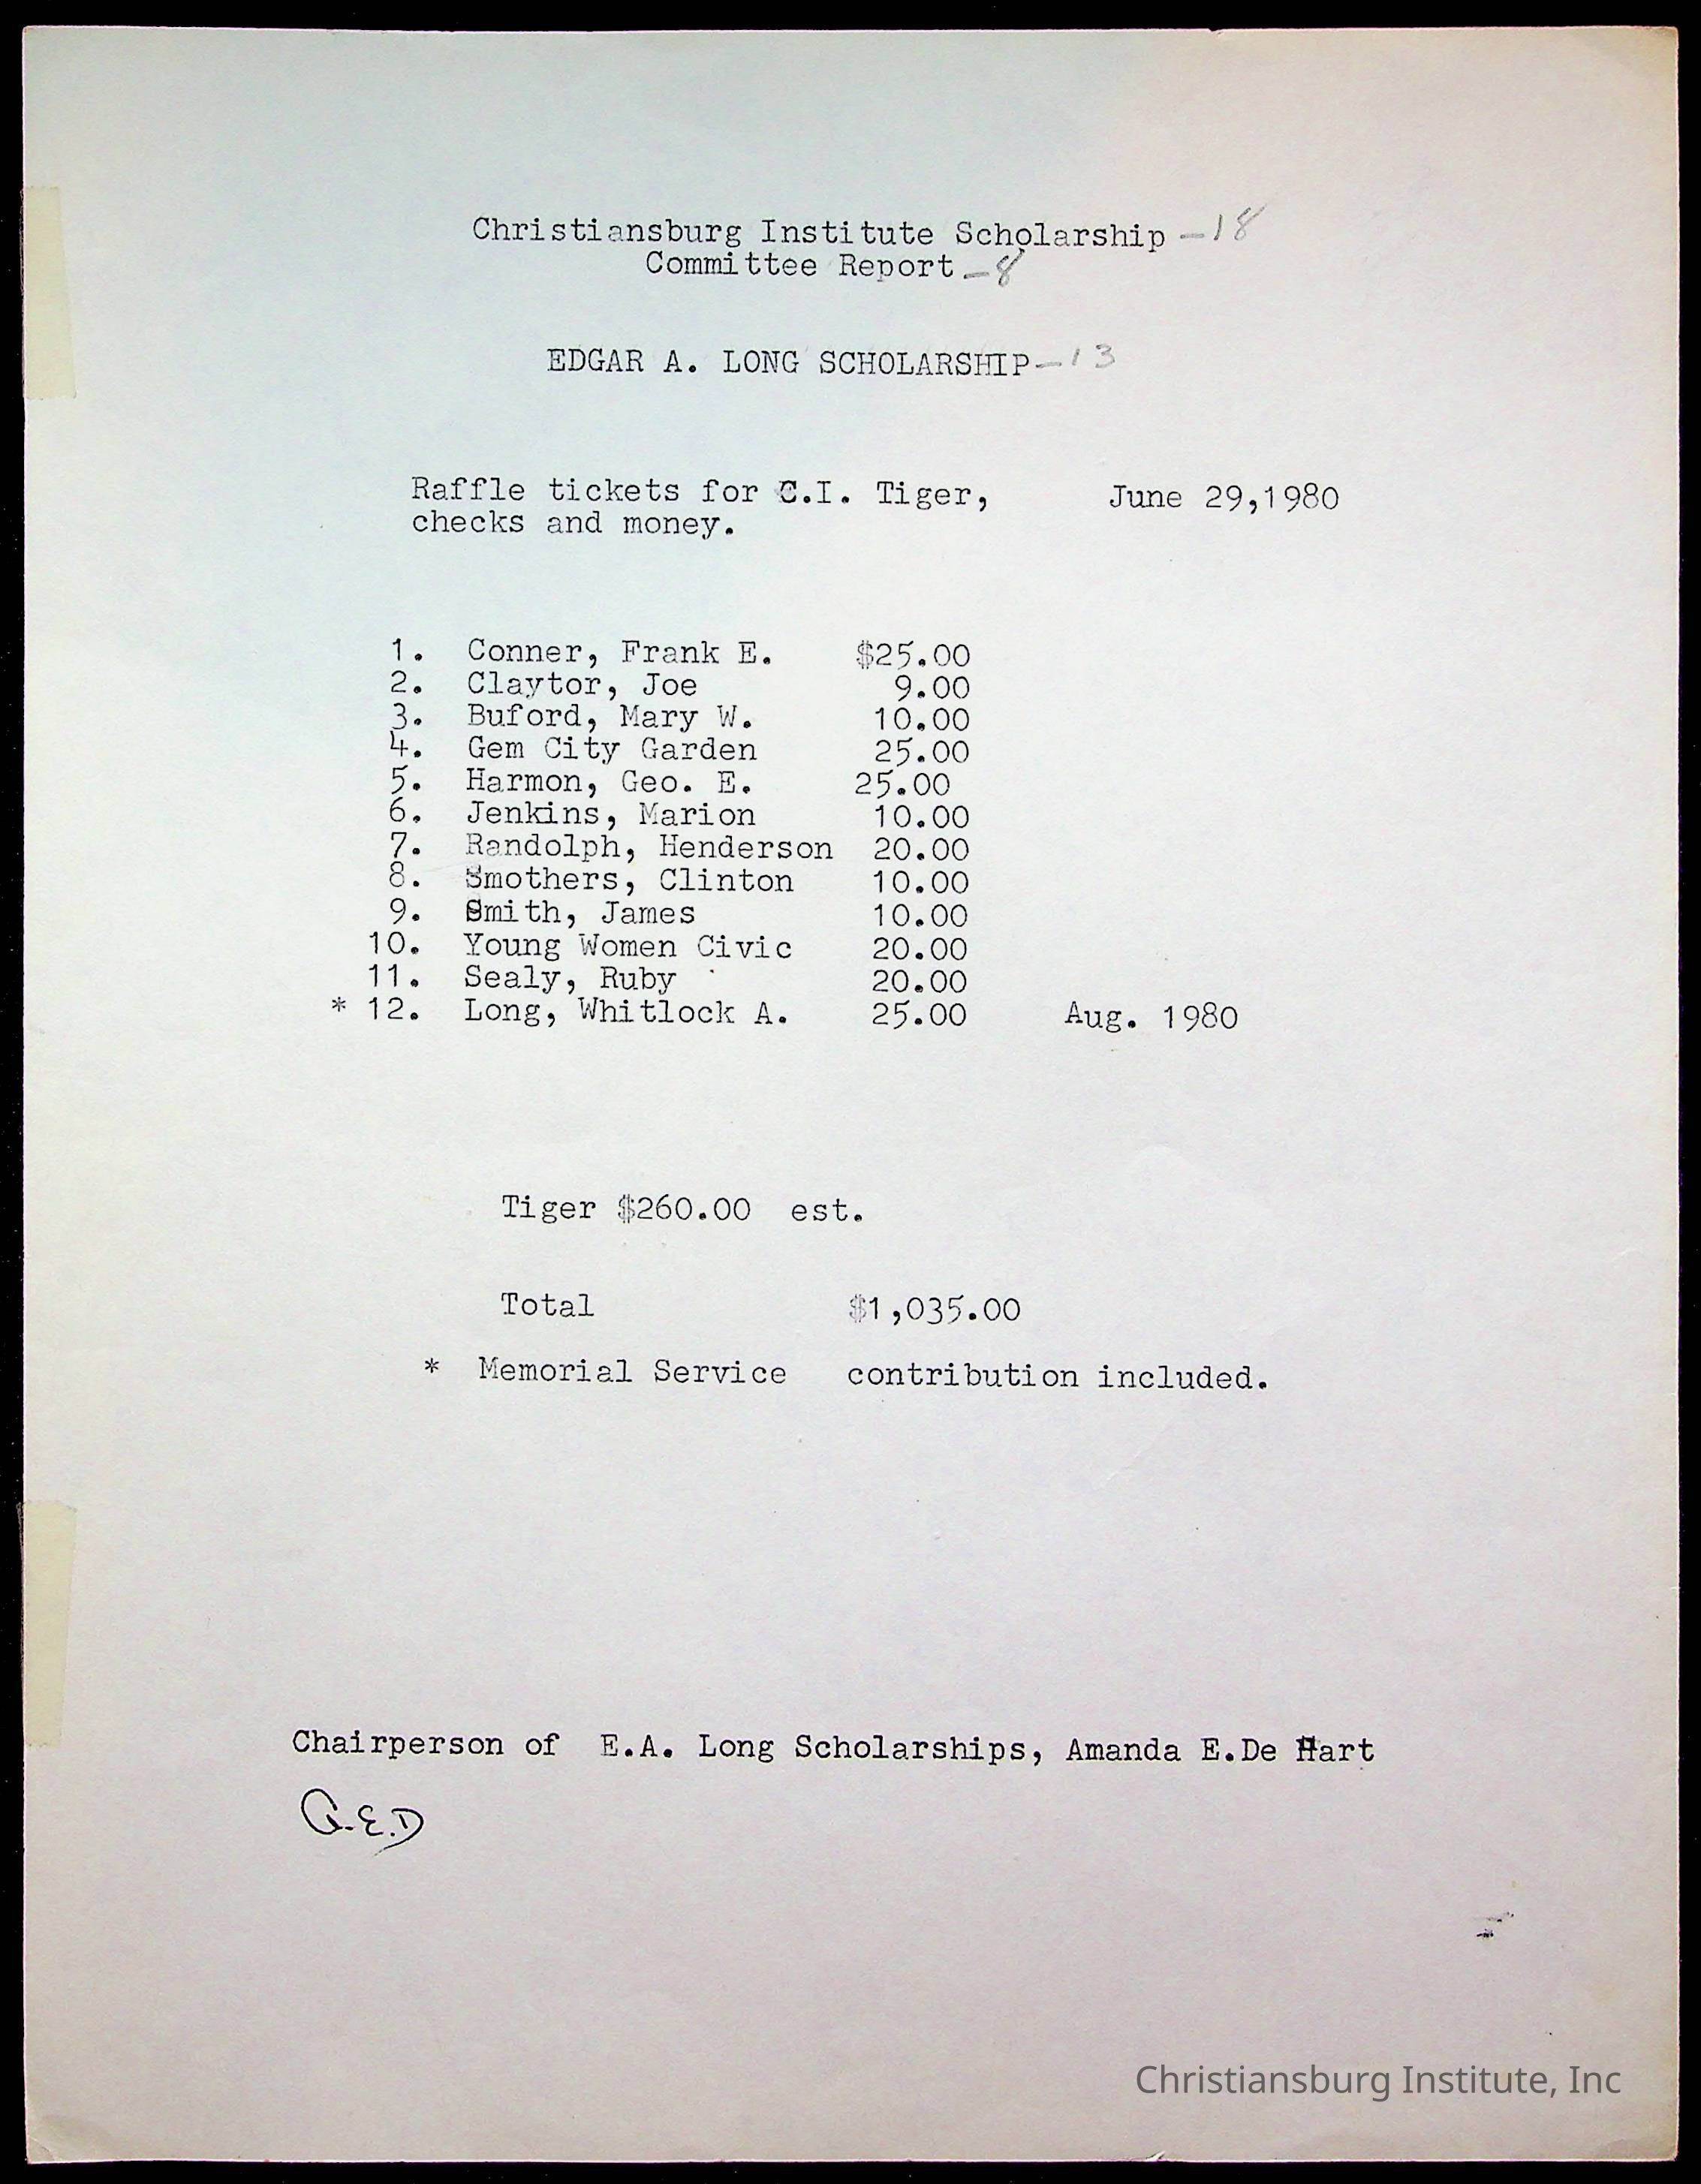 Christiansburg Institute Scholarship - 18
Committee Report - 8
EDGAR A. LONG SCHOLARSHIP - 13
Raffle tickets for C.I. Tiger, June 29,1980
checks and money.
1. Conner, Frank E. $25.00
2. Claytor, Joe 9.00
3. Buford, Mary W. 10.00
4. Gem City Garden 25.00
5. Harmon, Geo. E. 25.00
6. Jenkins, Marion 10.00
7. Randolph, Henderson 20.00
8. Smothers, Clinton 10.00
9. Smith, James 10.00
10. Young Women Civic 20.00
11. Sealy, Ruby 20.00
* 12. Long, Whitlock A. 25.00 Aug. 1980
Tiger $260.00 est.
Total $1,035.00
* Memorial Service contribution included.
Chairperson of E.A. Long Scholarships, Amanda E.De Hart
A.E.D
Christiansburg Institute, Inc